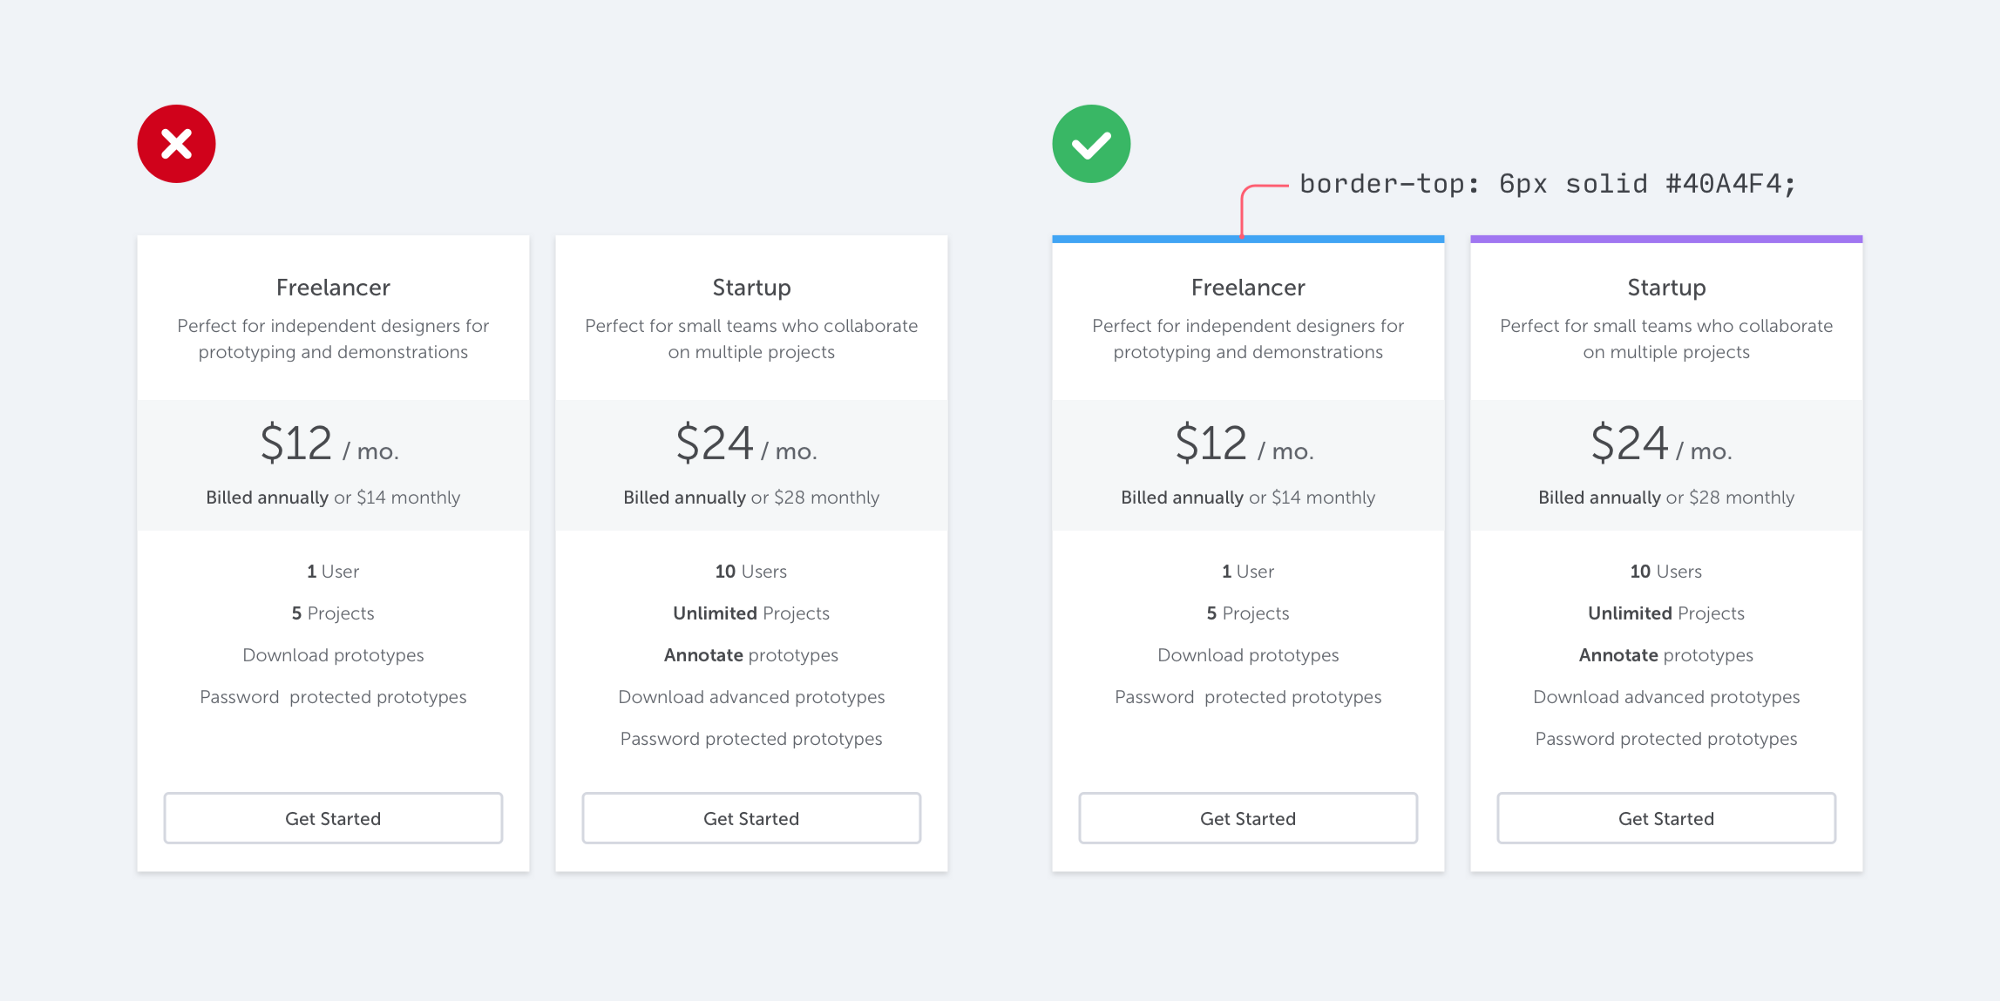 border-top: 6px solid #40A4F4;
Freelancer
Perfect for independent designers for
prototyping and demonstrations
$12 / mo.
Billed annually or $14 monthly
1 User
5 Projects
Download prototypes
Password  protected prototypes
Get Started
Startup
Perfect for small teams who collaborate
on multiple projects
$24 / mo.
Billed annually or $28 monthly
10 Users
Unlimited Projects
Annotate prototypes
Download advanced prototypes
Password protected prototypes
Get Started
Freelancer
Perfect for independent designers for
prototyping and demonstrations
$12 / mo.
Billed annually or $14 monthly
1 User
5 Projects
Download prototypes
Password  protected prototypes
Get Started
Startup
Perfect for small teams who collaborate
on multiple projects
$24 / mo.
Billed annually or $28 monthly
10 Users
Unlimited Projects
Annotate prototypes
Download advanced prototypes
Password protected prototypes
Get Started